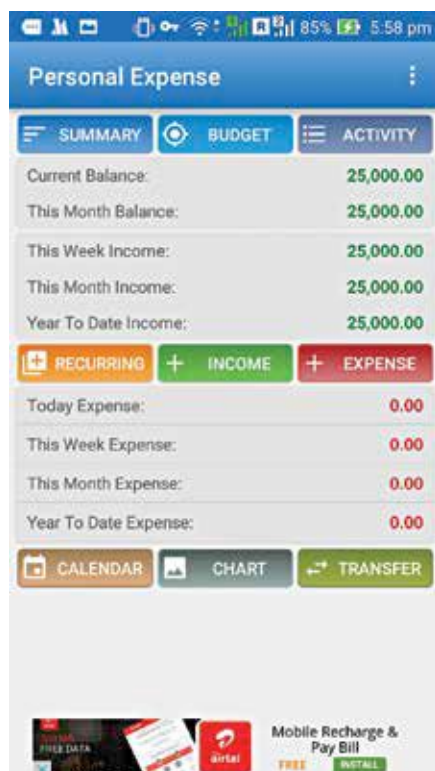 R 85% 5:58 pm
Personal Expense
SUMMARY BUDGET ACTIVITY
Current Balance: 25,000.00
This Month Balance: 25,000.00
This Week Income: 25,000.00
This Month Income: 25,000.00
Year To Date Income: 25,000.00
RECURRING INCOME EXPENSE
Today Expense: 0.00
This Week Expense: 0.00
This Month Expense: 0.00
Year To Date Expense: 0.00
CALENDAR CHART TRANSFER
FREE DATA
airtel
Mobile Recharge &
Pay Bill
FREE INSTALL